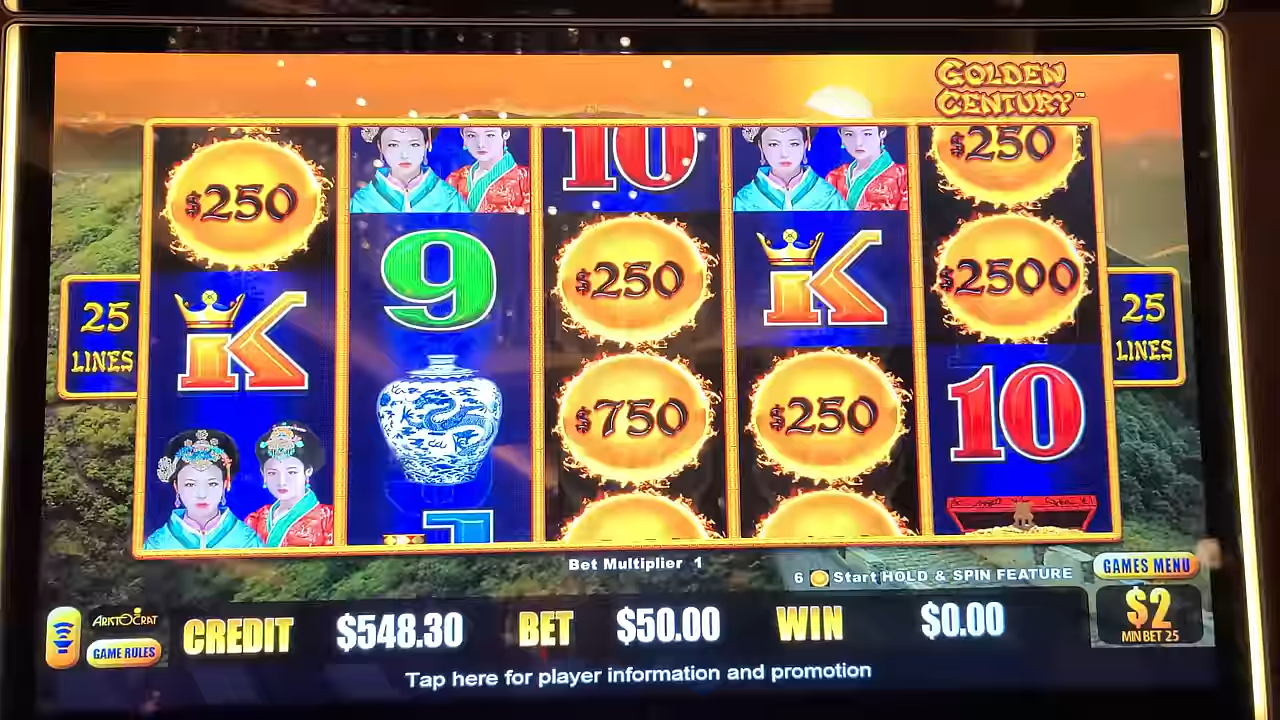 GOLDEN
CENTURY™
$250
10
$250
9
$250
K
$2500
25
LINES
K
$750
$250
10
25
LINES
J
Bet Multiplier 1
6 Start HOLD & SPIN FEATURE
GAMES MENU
ARISTOCRAT
GAME RULES
CREDIT $548.30 BET $50.00 WIN $0.00
$2
MIN BET 25
Tap here for player information and promotion